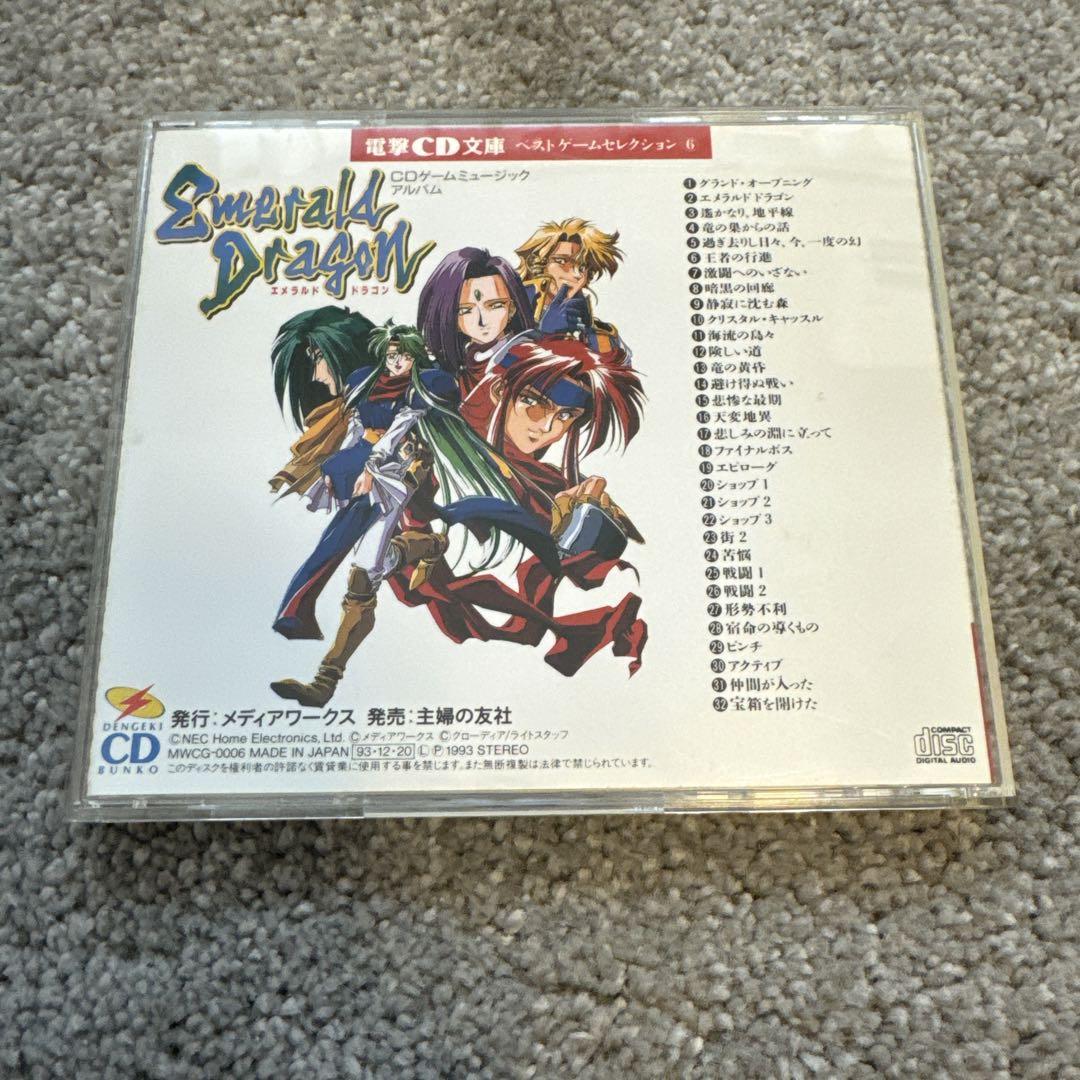 電撃CD文庫 ベストゲームセレクション 6
CDゲームミュージック
アルバム
Emerald
Dragon
エメラルド ドラゴン
❶グランド・オープニング
❷エメラルドドラゴン
❸遥かなり、地平線
❹竜の巣からの話
❺過ぎ去りし日々、今、一度の幻
❻王者の行進
❼激闘へのいざない
❽暗黒の回廊
❾静寂に沈む森
❿クリスタル・キャッスル
⓫海流の島々
⓬険しい道
⓭竜の黄昏
⓮避け得ぬ戦い
⓯悲惨な最期
⓰天変地異
⓱悲しみの淵に立って
⓲ファイナルボス
⓳エピローグ
⓴ショップ1
21ショップ2
22ショップ3
23街2
24苦悩
25戦闘1
26戦闘2
27形勢不利
28宿命の導くもの
29ピンチ
30アクティブ
31仲間が入った
32宝箱を開けた
DENGEKI
CD
BUNKO
発行:メディアワークス 発売:主婦の友社
©NEC Home Electronics, Ltd. ©メディアワークス ©グローディア/ライトスタッフ
MWCG-0006 MADE IN JAPAN 93・12・20 Ⓛ Ⓟ 1993 STEREO
このディスクを権利者の許諾なく賃貸業に使用する事を禁じます。また無断複製は法律で禁じられています。
COMPACT
disc
DIGITAL AUDIO